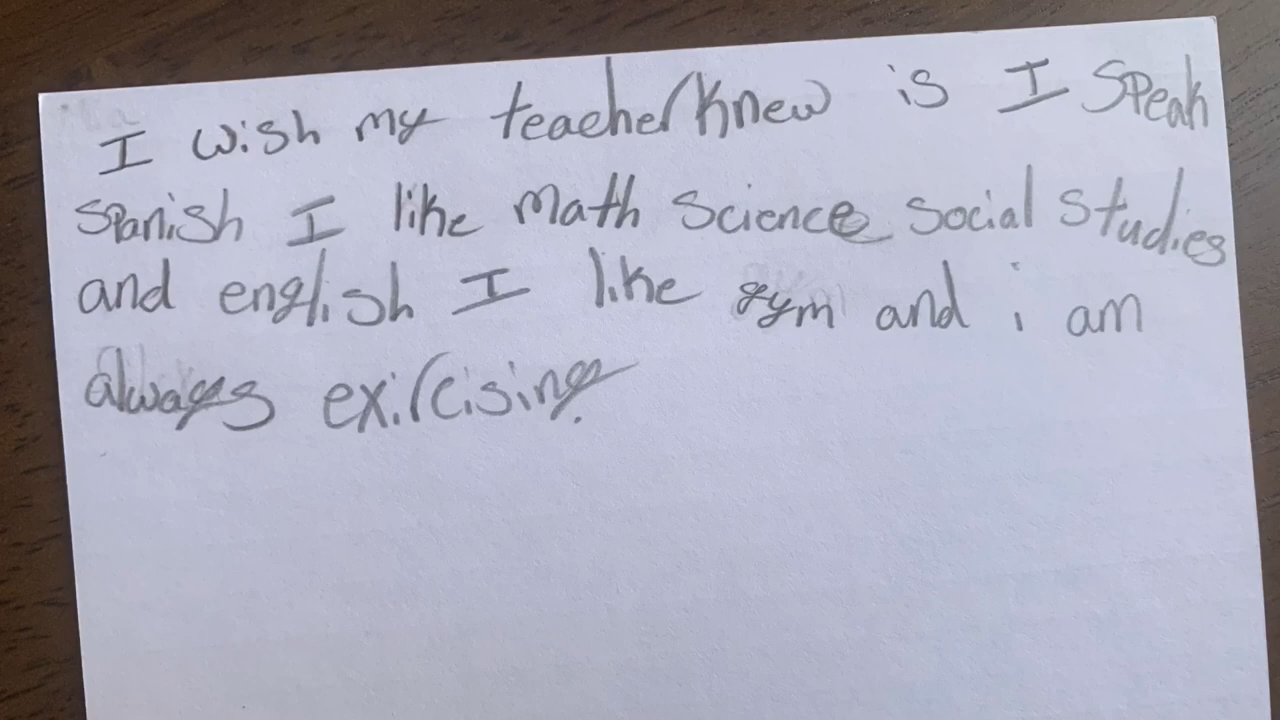 I wish my teacher knew is I speak
Spanish I like math science social studies
and english I like gym and i am
always exircising.